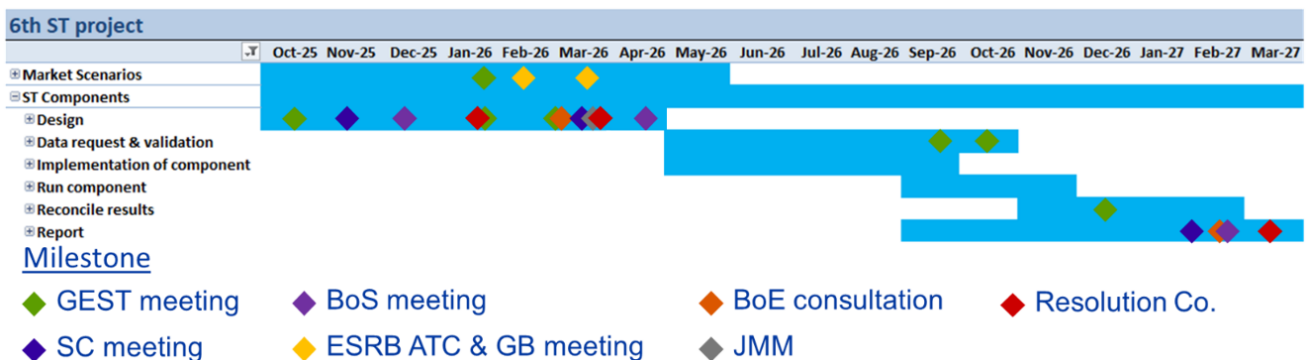 6th ST project
Oct-25 Nov-25 Dec-25 Jan-26 Feb-26 Mar-26 Apr-26 May-26 Jun-26 Jul-26 Aug-26 Sep-26 Oct-26 Nov-26 Dec-26 Jan-27 Feb-27 Mar-27
Market Scenarios
ST Components
Design
Data request & validation
Implementation of component
Run component
Reconcile results
Report
Milestone
GEST meeting BoS meeting BoE consultation Resolution Co.
SC meeting ESRB ATC & GB meeting JMM